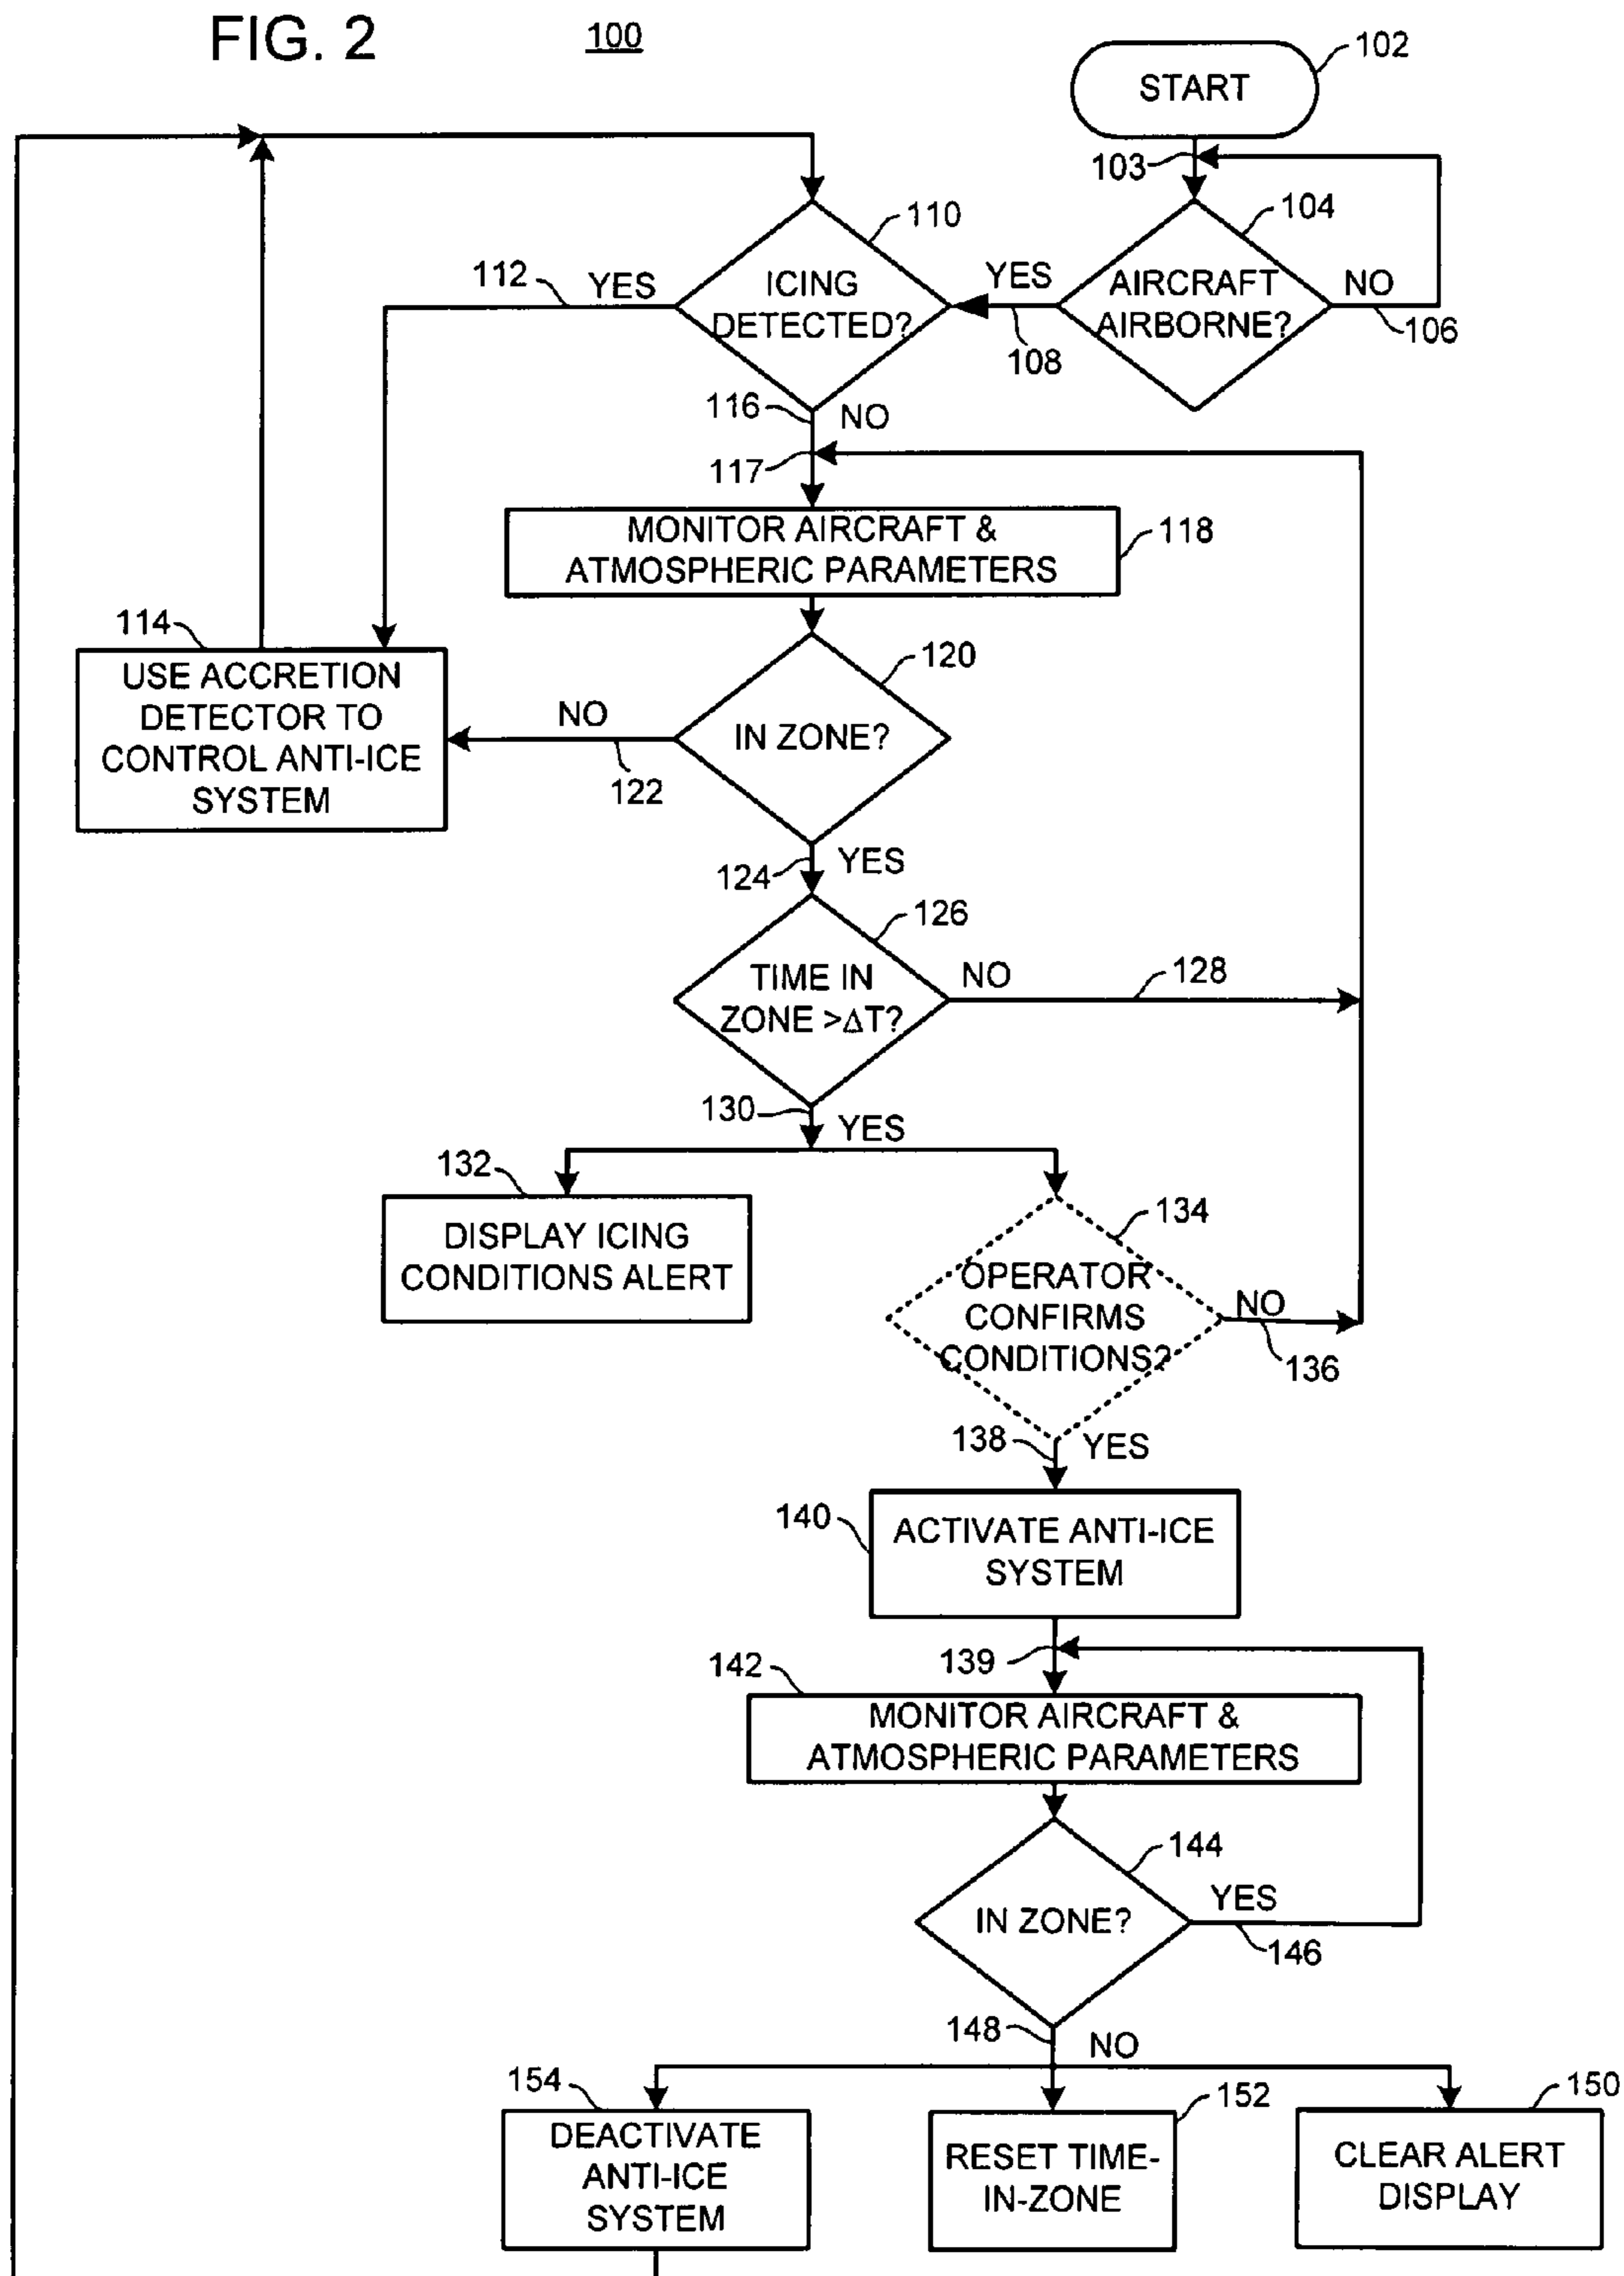 FIG. 2
100
START
102
103
104
AIRCRAFT
AIRBORNE?
NO
106
YES
108
110
ICING
DETECTED?
YES
112
116
NO
117
MONITOR AIRCRAFT &
ATMOSPHERIC PARAMETERS
118
114
USE ACCRETION
DETECTOR TO
CONTROL ANTI-ICE
SYSTEM
120
IN ZONE?
NO
122
124
YES
126
TIME IN
ZONE >ΔT?
NO
128
130
YES
132
DISPLAY ICING
CONDITIONS ALERT
134
OPERATOR
CONFIRMS
CONDITIONS?
NO
136
138
YES
140
ACTIVATE ANTI-ICE
SYSTEM
139
142
MONITOR AIRCRAFT &
ATMOSPHERIC PARAMETERS
144
IN ZONE?
YES
146
148
NO
154
DEACTIVATE
ANTI-ICE
SYSTEM
152
RESET TIME-
IN-ZONE
150
CLEAR ALERT
DISPLAY